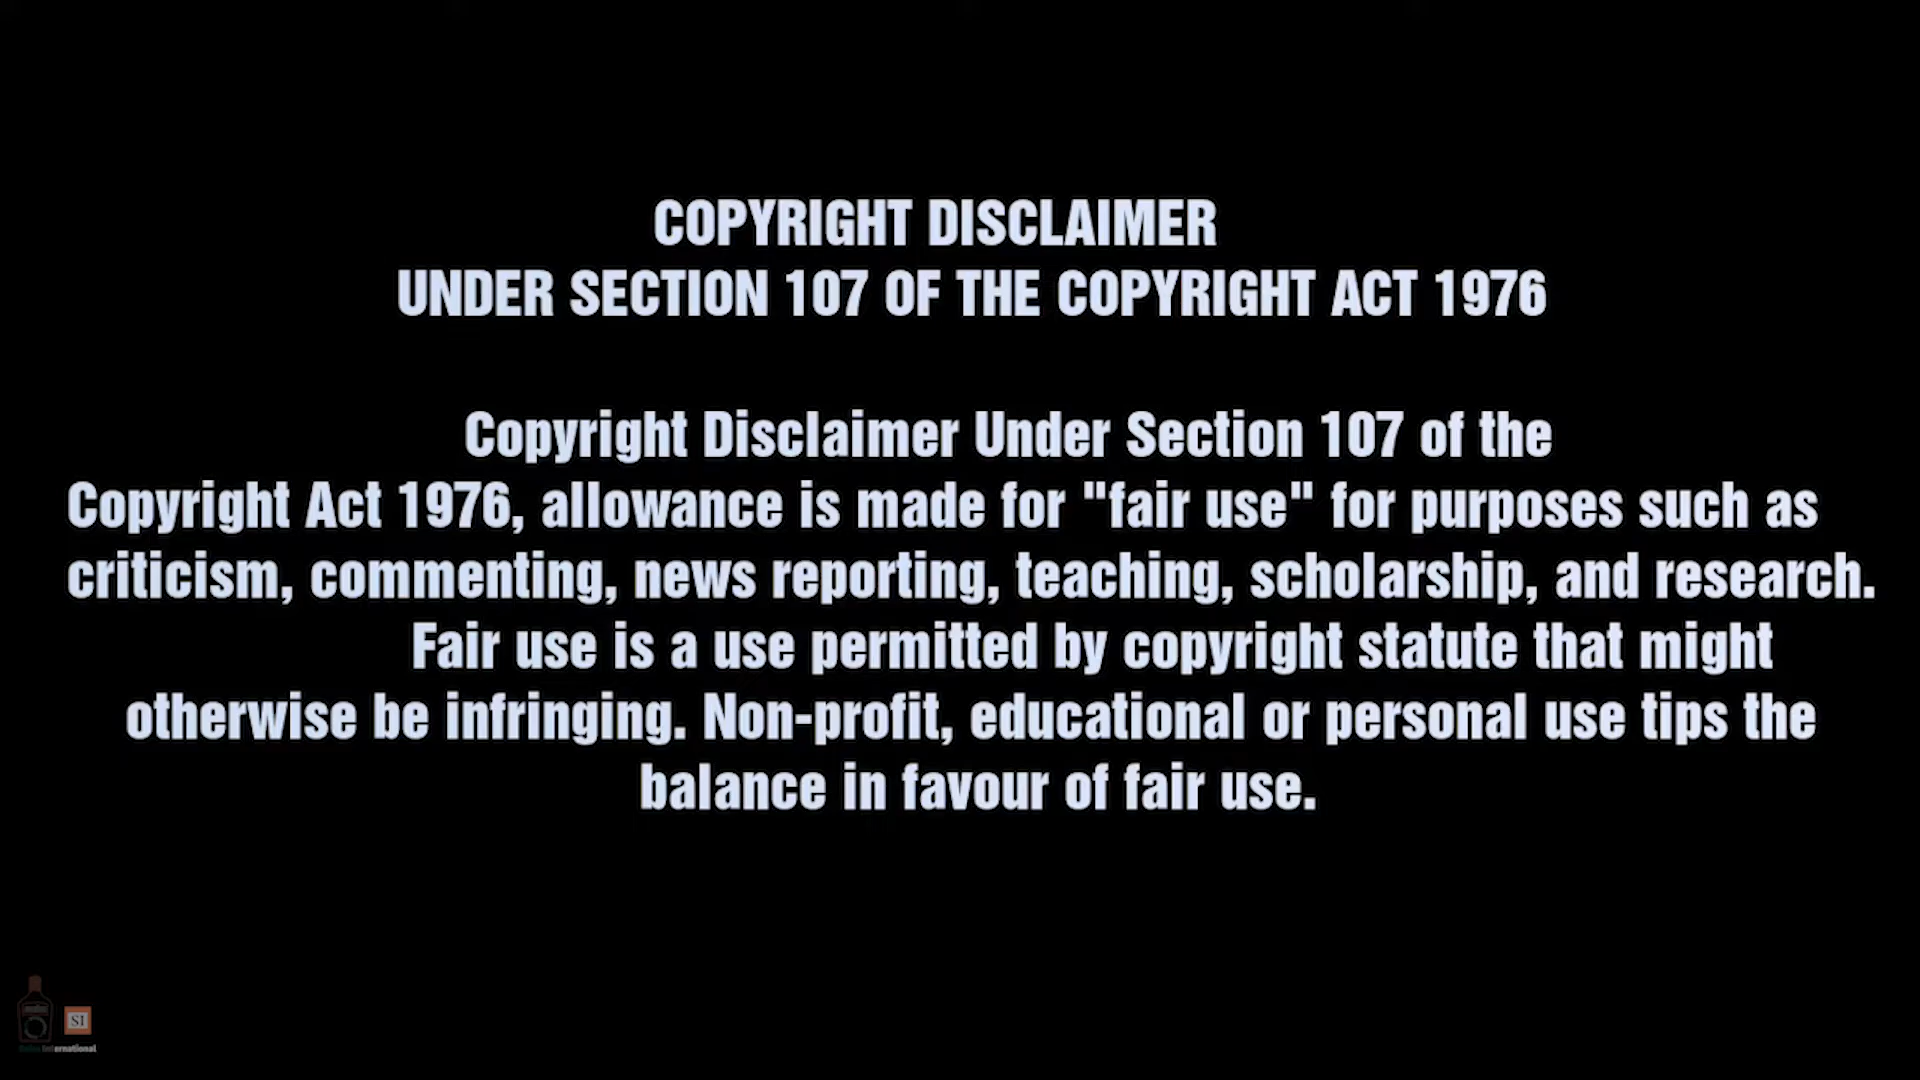 COPYRIGHT DISCLAIMER
UNDER SECTION 107 OF THE COPYRIGHT ACT 1976
Copyright Disclaimer Under Section 107 of the
Copyright Act 1976, allowance is made for "fair use" for purposes such as
criticism, commenting, news reporting, teaching, scholarship, and research.
Fair use is a use permitted by copyright statute that might
otherwise be infringing. Non-profit, educational or personal use tips the
balance in favour of fair use.
SI
International